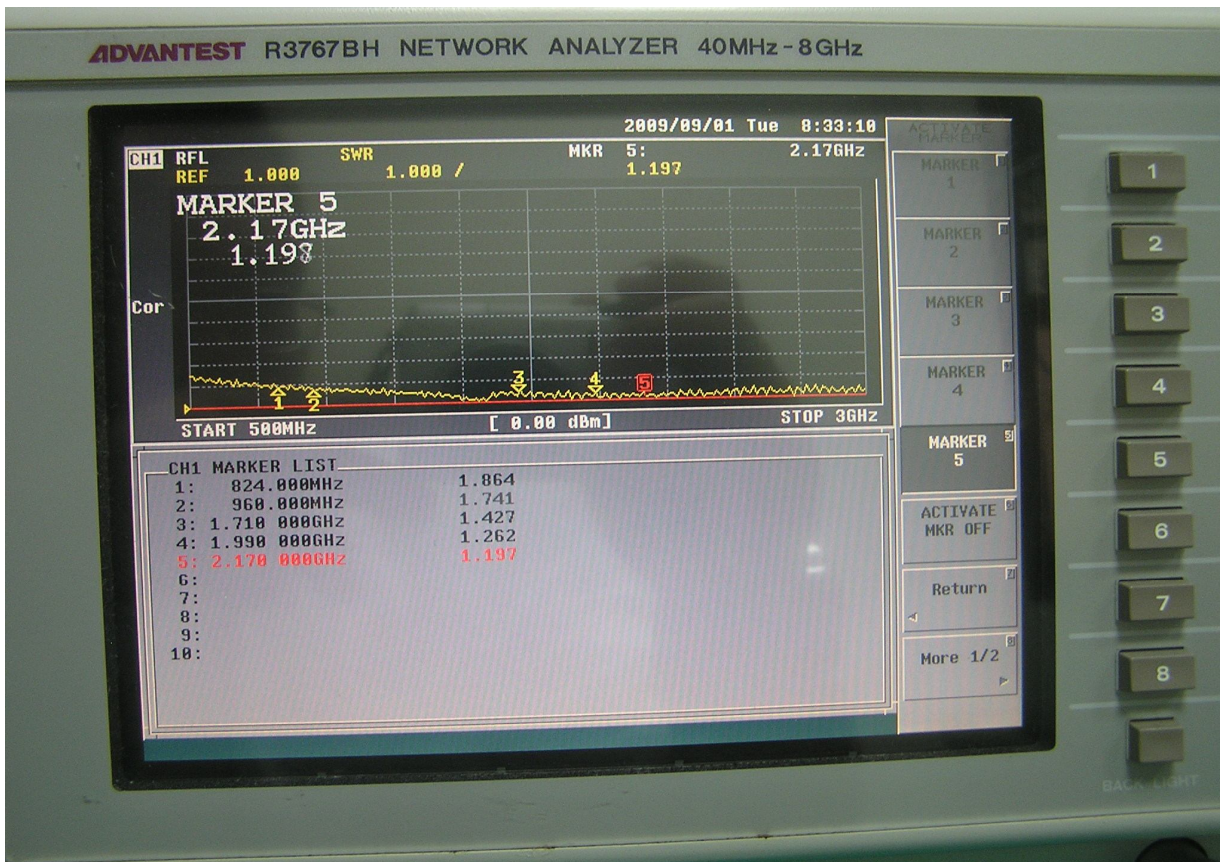 ADVANTEST R3767BH NETWORK ANALYZER 40MHz-8GHz
2009/09/01 Tue 8:33:10
CH1 RFL SWR MKR 5: 2.17GHz
REF 1.000 1.000 / 1.197
MARKER 5
2.17GHz
1.198
Cor
1 2 3 4 5
START 500MHz [ 0.00 dBm] STOP 3GHz
CH1 MARKER LIST
1: 824.000MHz 1.864
2: 960.000MHz 1.741
3: 1.710 000GHz 1.427
4: 1.990 000GHz 1.262
5: 2.170 000GHz 1.197
6:
7:
8:
9:
10:
ACTIVATE
MARKER
MARKER
1
MARKER
2
MARKER
3
MARKER
4
MARKER
5
ACTIVATE
MKR OFF
Return
More 1/2
1
2
3
4
5
6
7
8
BACK LIGHT